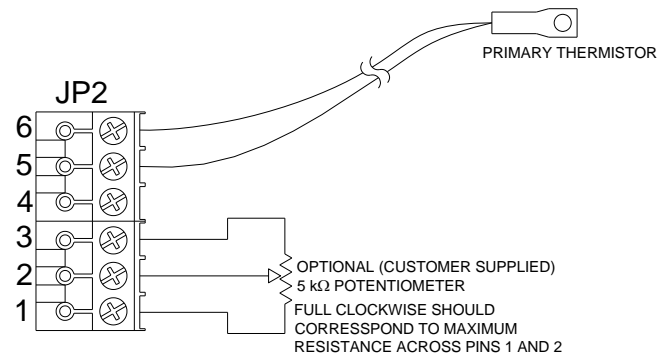 PRIMARY THERMISTOR
JP2
6
5
4
3
2
1
OPTIONAL (CUSTOMER SUPPLIED)
5 kΩ POTENTIOMETER
FULL CLOCKWISE SHOULD
CORRESSPOND TO MAXIMUM
RESISTANCE ACROSS PINS 1 AND 2